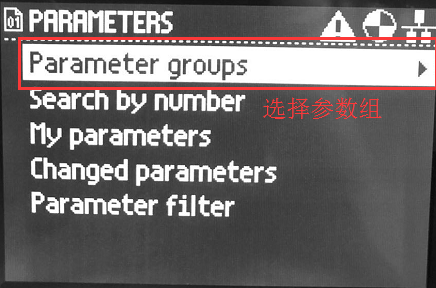 01 PARAMETERS
Parameter groups
Search by number
选择参数组
My parameters
Changed parameters
Parameter filter